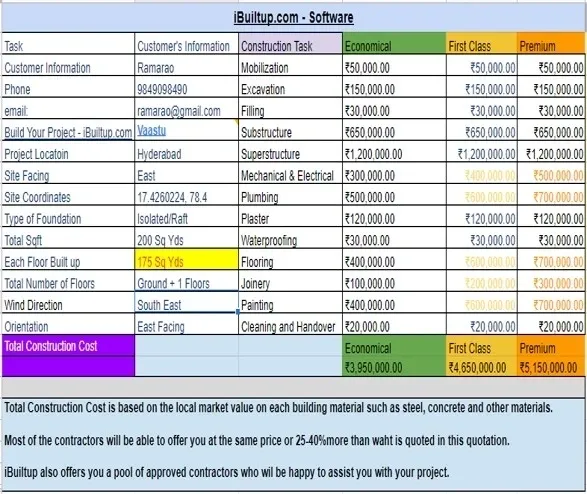 iBuiltup.com - Software
Task Customer's Information Construction Task Economical First Class Premium
Customer Information Ramarao Mobilization ₹50,000.00 ₹50,000.00 ₹50,000.00
Phone 9849098490 Excavation ₹150,000.00 ₹150,000.00 ₹150,000.00
email: ramarao@gmail.com Filling ₹30,000.00 ₹30,000.00 ₹30,000.00
Build Your Project - iBuiltup.com Vaastu Substructure ₹650,000.00 ₹650,000.00 ₹650,000.00
Project Locatoin Hyderabad Superstructure ₹1,200,000.00 ₹1,200,000.00 ₹1,200,000.00
Site Facing East Mechanical & Electrical ₹300,000.00 ₹400,000.00 ₹500,000.00
Site Coordinates 17.4260224, 78.4 Plumbing ₹500,000.00 ₹600,000.00 ₹700,000.00
Type of Foundation Isolated/Raft Plaster ₹120,000.00 ₹120,000.00 ₹120,000.00
Total Sqft 200 Sq Yds Waterproofing ₹30,000.00 ₹30,000.00 ₹30,000.00
Each Floor Built up 175 Sq Yds Flooring ₹400,000.00 ₹600,000.00 ₹700,000.00
Total Number of Floors Ground + 1 Floors Joinery ₹100,000.00 ₹200,000.00 ₹300,000.00
Wind Direction South East Painting ₹400,000.00 ₹600,000.00 ₹700,000.00
Orientation East Facing Cleaning and Handover ₹20,000.00 ₹20,000.00 ₹20,000.00
Total Construction Cost Economical First Class Premium
₹3,950,000.00 ₹4,650,000.00 ₹5,150,000.00
Total Construction Cost is based on the local market value on each building material such as steel, concrete and other materials.
Most of the contractors will be able to offer you at the same price or 25-40%more than waht is quoted in this quotation.
iBuiltup also offers you a pool of approved contractors who wil be happy to assist you with your project.